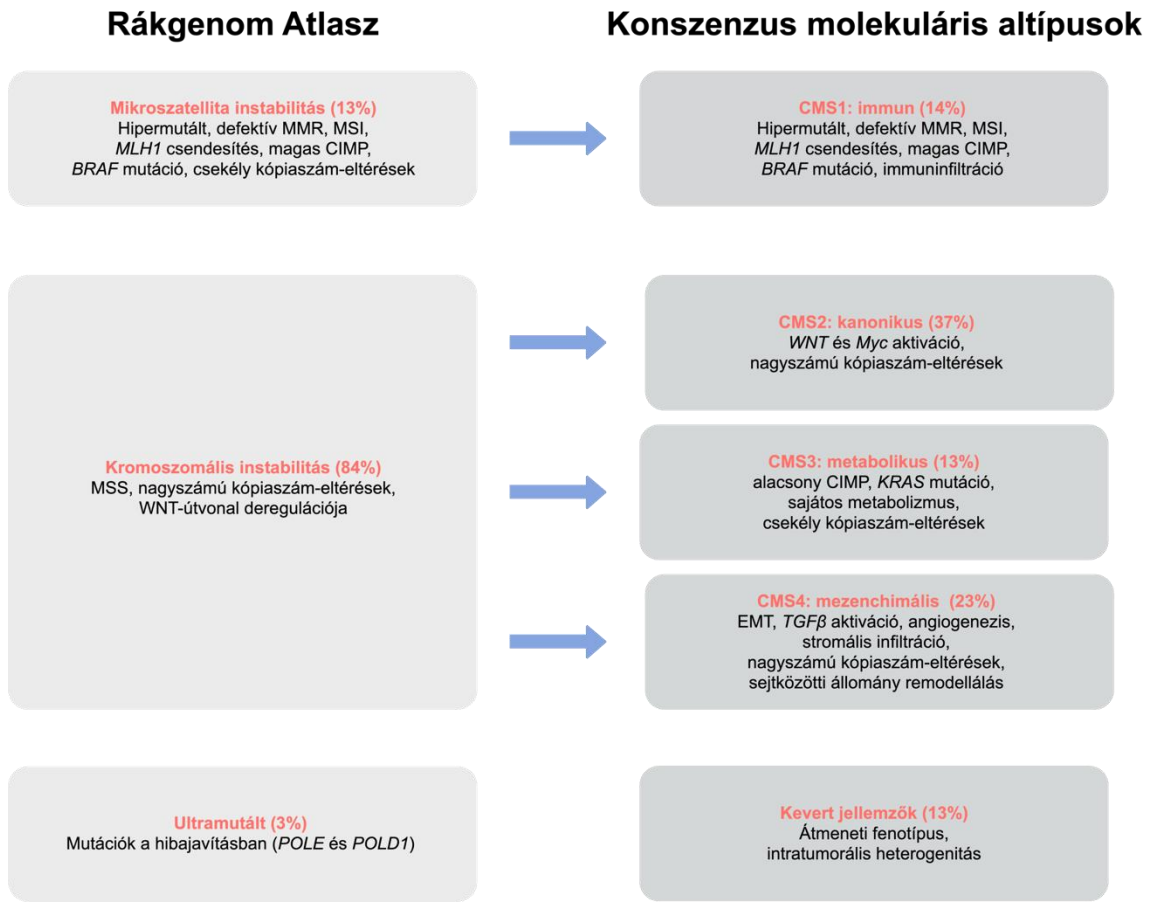 Rákgenom Atlasz
Konszenzus molekuláris altípusok
Mikroszatellita instabilitás (13%)
Hipermutált, defektív MMR, MSI,
MLH1 csendesítés, magas CIMP,
BRAF mutáció, csekély kópiaszám-eltérések
CMS1: immun (14%)
Hipermutált, defektív MMR, MSI,
MLH1 csendesítés, magas CIMP,
BRAF mutáció, immuninfiltráció
Kromoszomális instabilitás (84%)
MSS, nagyszámú kópiaszám-eltérések,
WNT-útvonal deregulációja
CMS2: kanonikus (37%)
WNT és Myc aktiváció,
nagyszámú kópiaszám-eltérések
CMS3: metabolikus (13%)
alacsony CIMP, KRAS mutáció,
sajátos metabolizmus,
csekély kópiaszám-eltérések
CMS4: mezenchimális (23%)
EMT, TGFβ aktiváció, angiogenezis,
stromális infiltráció,
nagyszámú kópiaszám-eltérések,
sejtközötti állomány remodellálás
Ultramutált (3%)
Mutációk a hibajavításban (POLE és POLD1)
Kevert jellemzők (13%)
Átmeneti fenotípus,
intratumorális heterogenitás